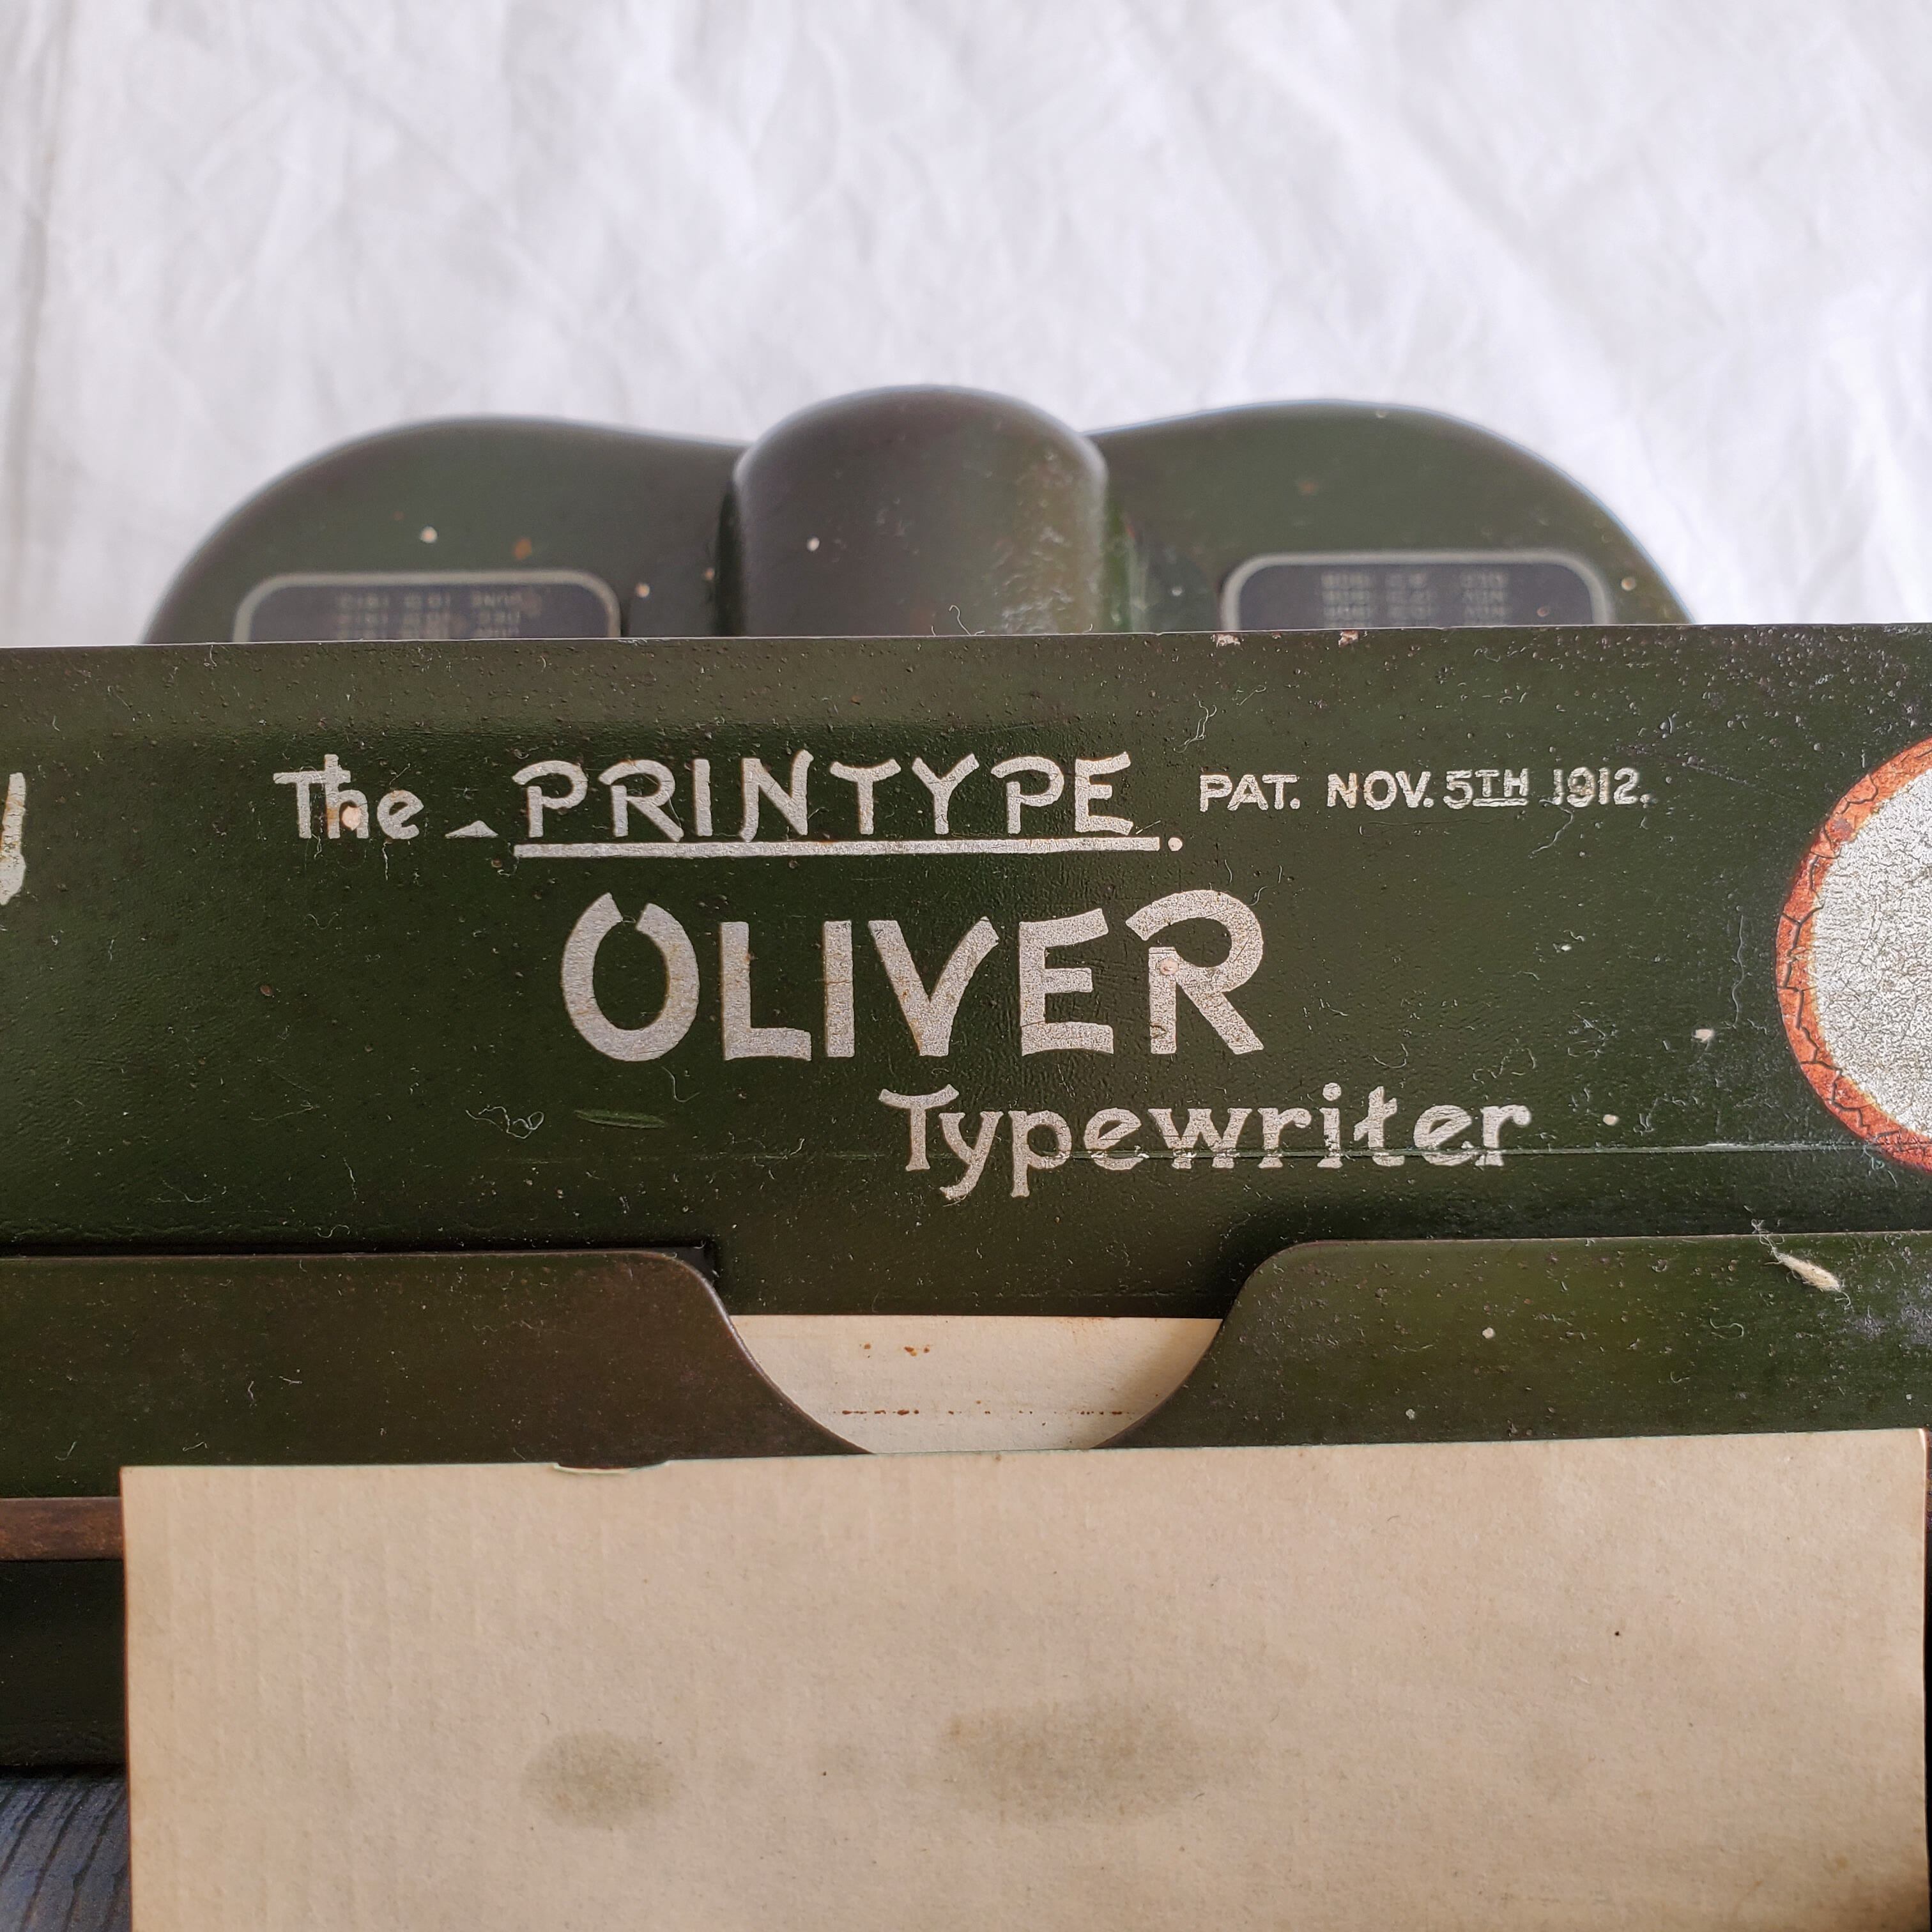 The PRINTYPE. PAT. NOV. 5TH 1912.
OLIVER
Typewriter